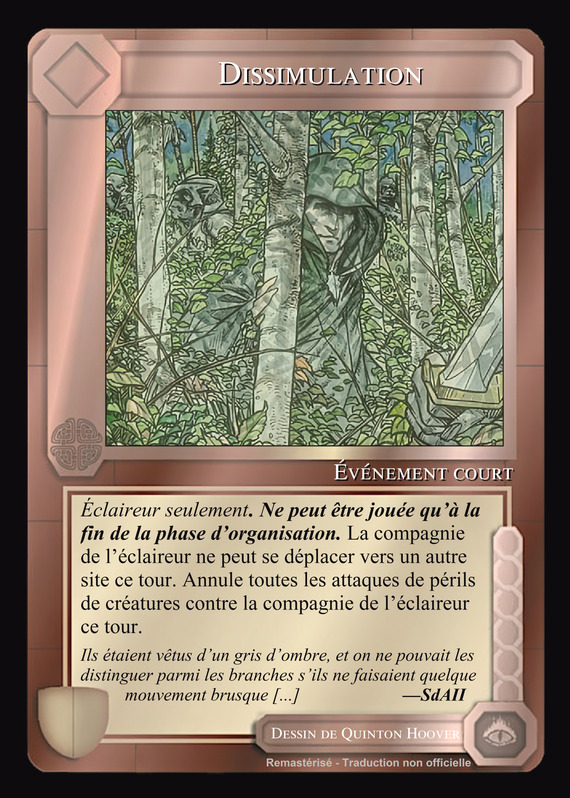 Dissimulation
Événement court
Éclaireur seulement. Ne peut être jouée qu'à la
fin de la phase d'organisation. La compagnie
de l'éclaireur ne peut se déplacer vers un autre
site ce tour. Annule toutes les attaques de périls
de créatures contre la compagnie de l'éclaireur
ce tour.
Ils étaient vêtus d'un gris d'ombre, et on ne pouvait les
distinguer parmi les branches s'ils ne faisaient quelque
mouvement brusque [...] —SdAII
Dessin de Quinton Hoover
Remastérisé - Traduction non officielle